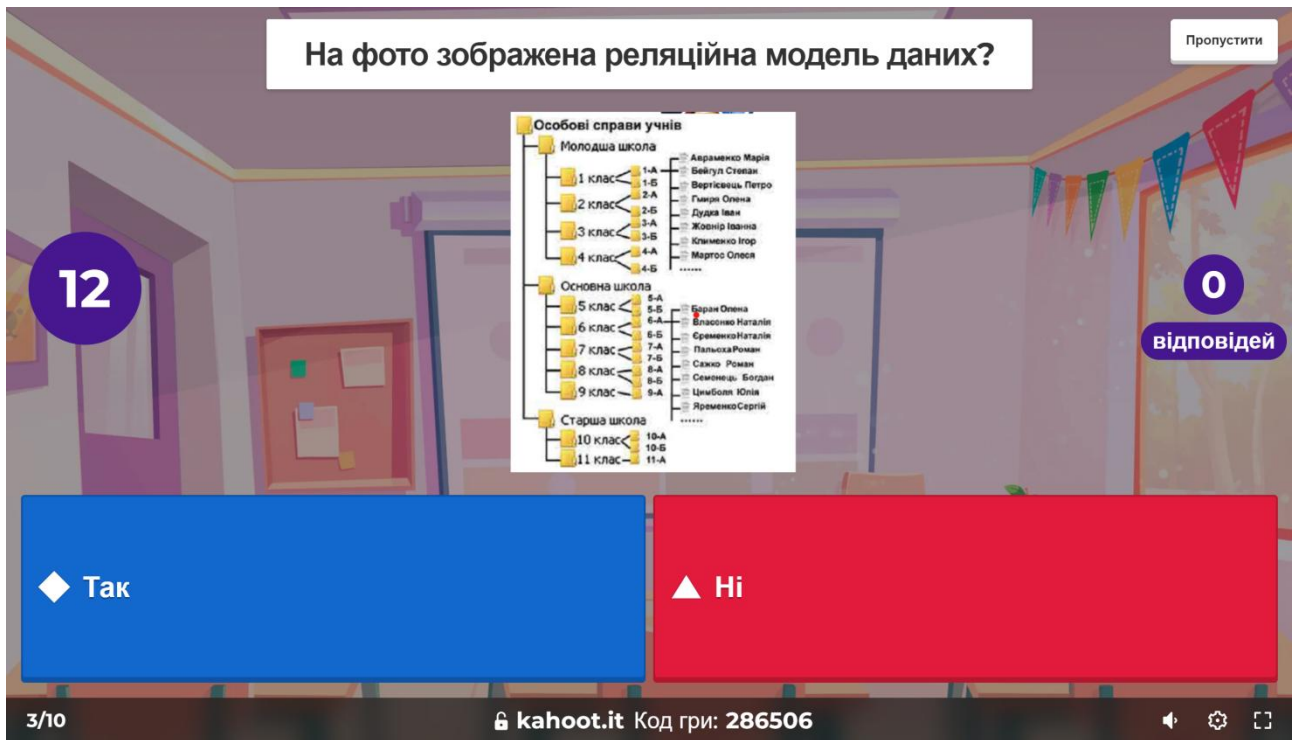 На фото зображена реляційна модель даних?
Пропустити
Особові справи учнів
Молодша школа
1 клас
1-А
1-Б
2 клас
2-А
2-Б
3 клас
3-А
3-Б
4 клас
4-А
4-Б
Авраменко Марія
Бейгул Степан
Вертієвець Петро
Гмиря Олена
Дудка Іван
Жовнір Іванна
Клименко Ігор
Мартос Олеся
......
Основна школа
5 клас
5-А
5-Б
6 клас
6-А
6-Б
7 клас
7-А
7-Б
8 клас
8-А
8-Б
9 клас
9-А
Баран Олена
Власенко Наталія
ЄременкоНаталія
ПальохаРоман
Сажко Роман
Семенець Богдан
Цимболя Юлія
ЯременкоСергій
......
Старша школа
10 клас
10-А
10-Б
11 клас
11-А
12
0
відповідей
Так
Ні
3/10
kahoot.it Код гри: 286506